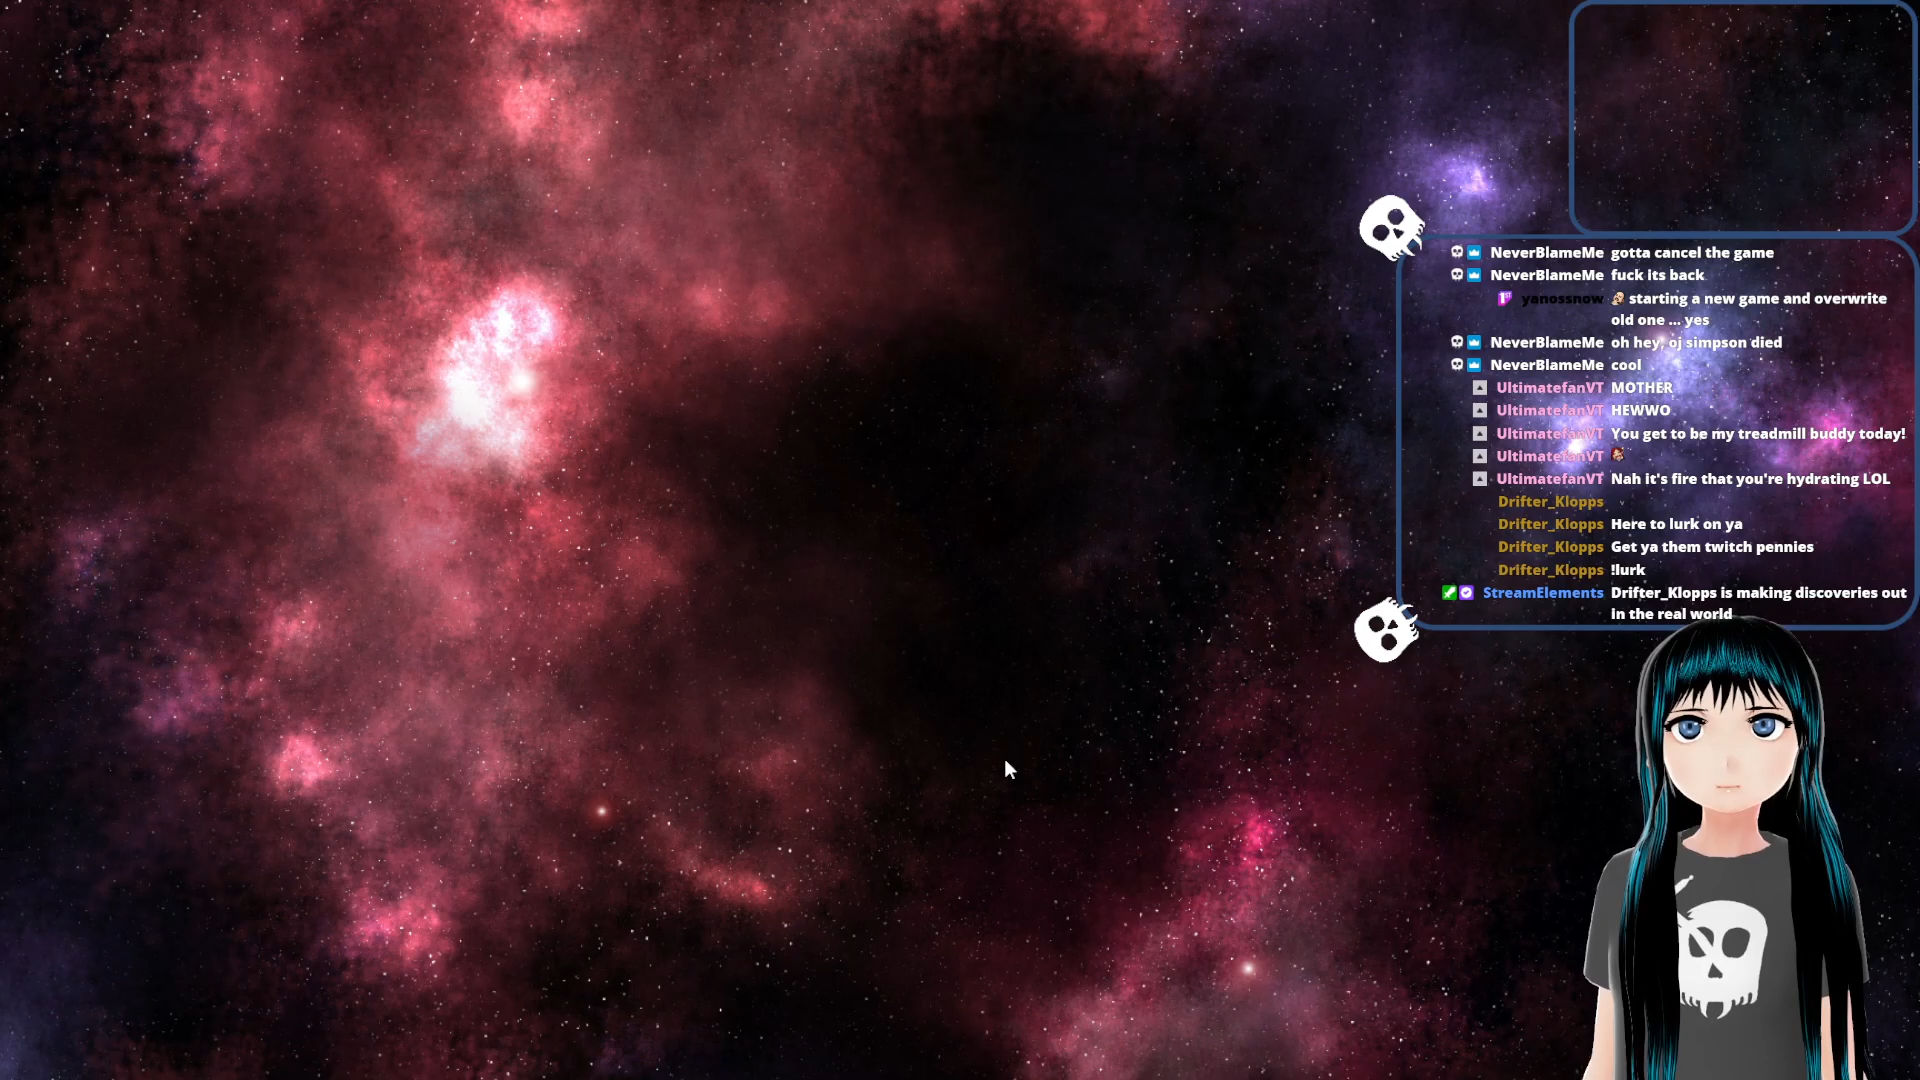 NeverBlameMe gotta cancel the game
NeverBlameMe fuck its back
yanossnow starting a new game and overwrite
old one ... yes
NeverBlameMe oh hey, oj simpson died
NeverBlameMe cool
UltimatefanVT MOTHER
UltimatefanVT HEWWO
UltimatefanVT You get to be my treadmill buddy today!
UltimatefanVT
UltimatefanVT Nah it's fire that you're hydrating LOL
Drifter_Klopps
Drifter_Klopps Here to lurk on ya
Drifter_Klopps Get ya them twitch pennies
Drifter_Klopps !lurk
StreamElements Drifter_Klopps is making discoveries out
in the real world